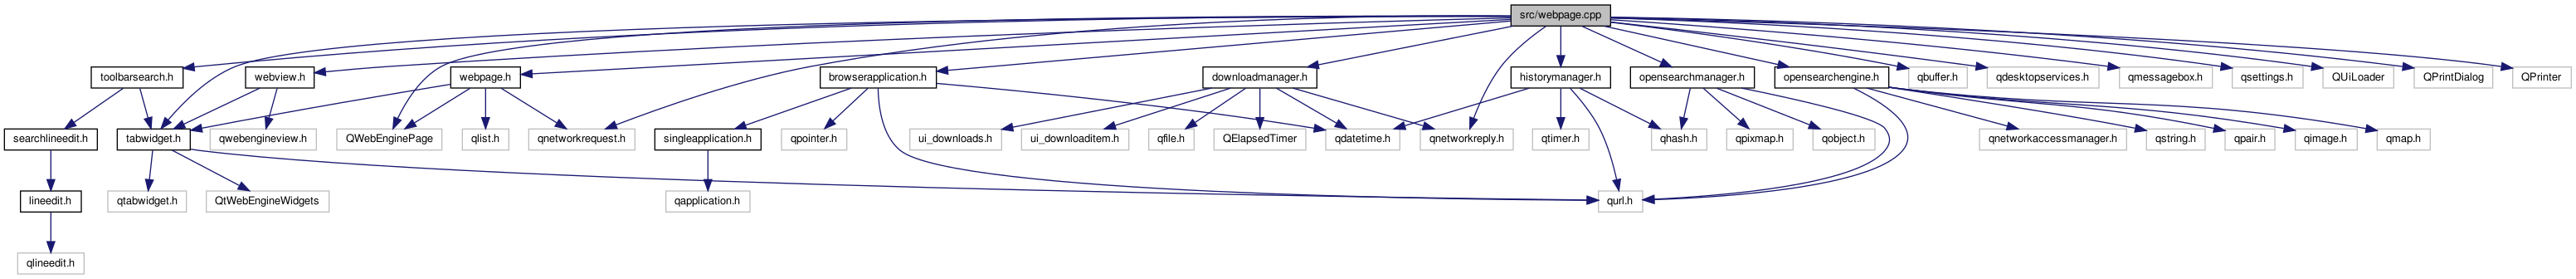 src/webpage.cpp
toolbarsearch.h
webview.h
webpage.h
browserapplication.h
downloadmanager.h
historymanager.h
opensearchmanager.h
opensearchengine.h
qbuffer.h
qdesktopservices.h
qmessagebox.h
qsettings.h
QUiLoader
QPrintDialog
QPrinter
searchlineedit.h
tabwidget.h
qwebengineview.h
QWebEnginePage
qlist.h
qnetworkrequest.h
singleapplication.h
qpointer.h
ui_downloads.h
ui_downloaditem.h
qfile.h
QElapsedTimer
qdatetime.h
qnetworkreply.h
qtimer.h
qhash.h
qpixmap.h
qobject.h
qnetworkaccessmanager.h
qstring.h
qpair.h
qimage.h
qmap.h
lineedit.h
qtabwidget.h
QtWebEngineWidgets
qapplication.h
qurl.h
qlineedit.h